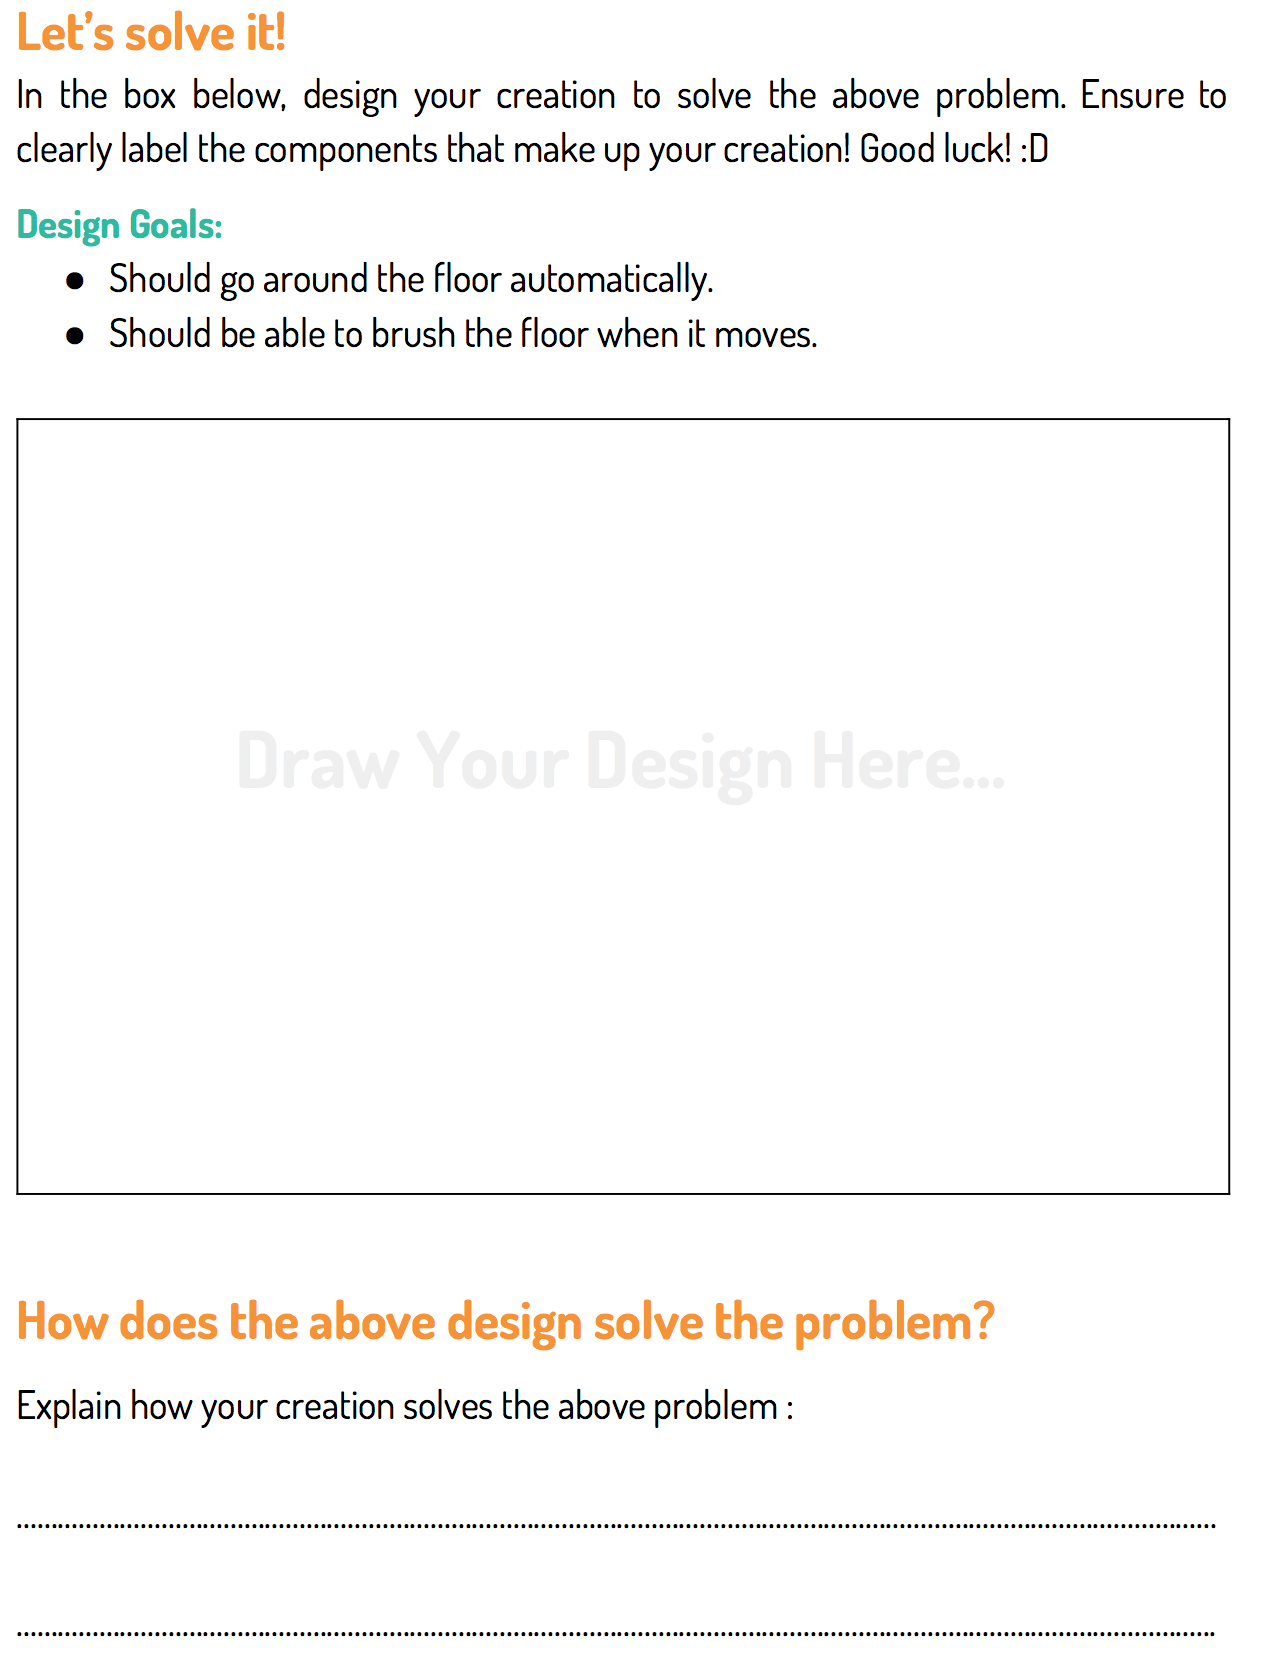 Let’s solve it!
In the box below, design your creation to solve the above problem. Ensure to
clearly label the components that make up your creation! Good luck! :D
Design Goals:
● Should go around the floor automatically.
● Should be able to brush the floor when it moves.
Draw Your Design Here...
How does the above design solve the problem?
Explain how your creation solves the above problem :